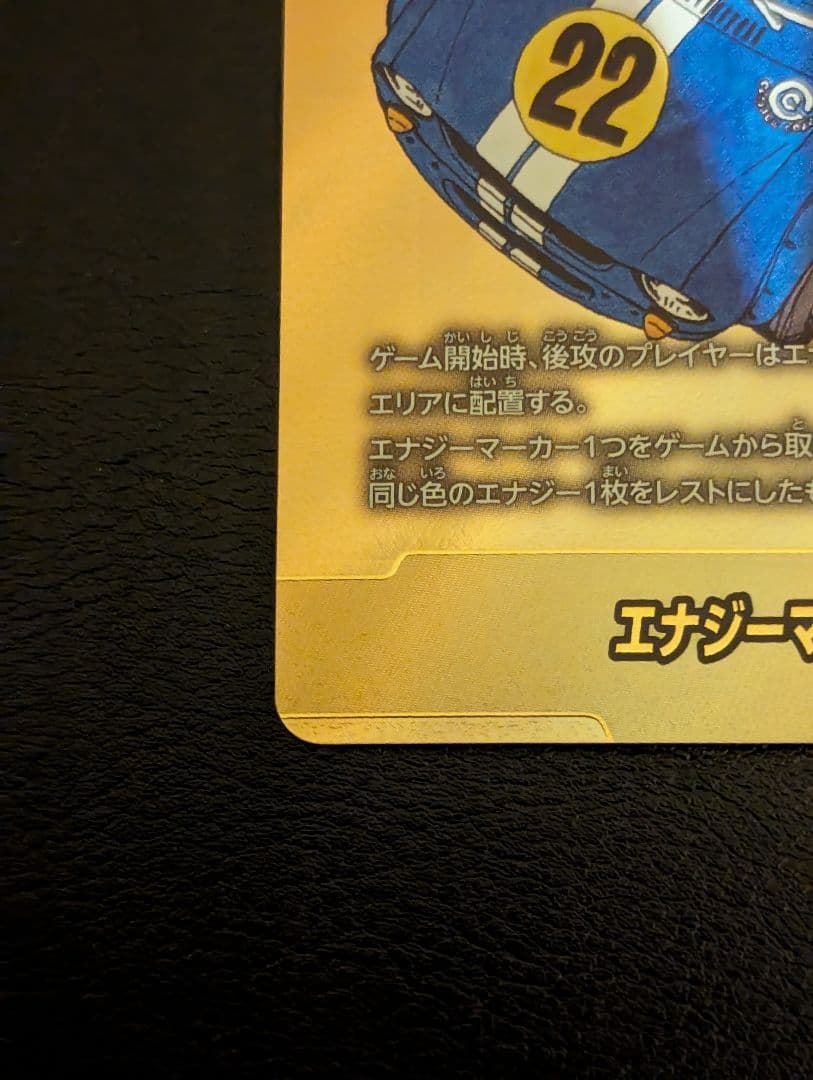 22
ゲーム開始時、後攻のプレイヤーはエナ
エリアに配置する。
エナジーマーカー1つをゲームから取
同じ色のエナジー1枚をレストにしたも
エナジーマ